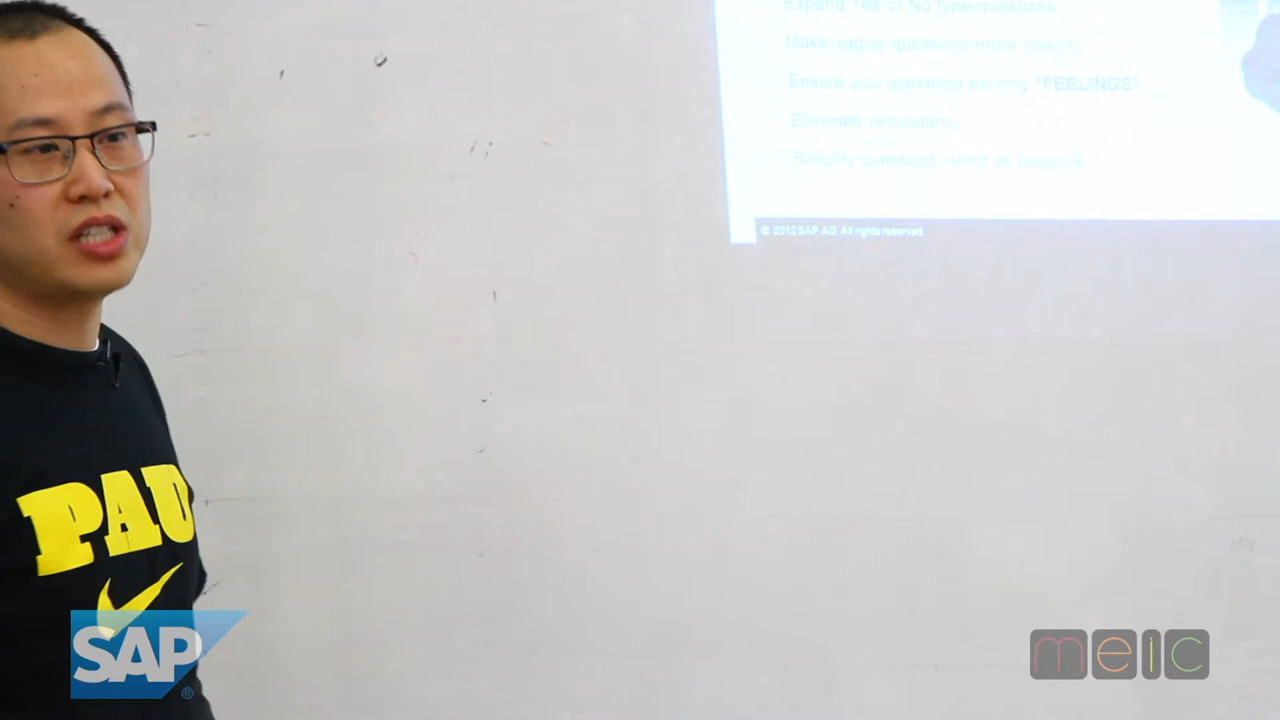 Expand Yes or No type questions
Make vague questions more specific
Ensure you questions eliciting "FEELINGS"
Eliminate redundancy
Simplify questions- short as possible
© 2012 SAP AG. All rights reserved.
PAU
SAP ®
meic